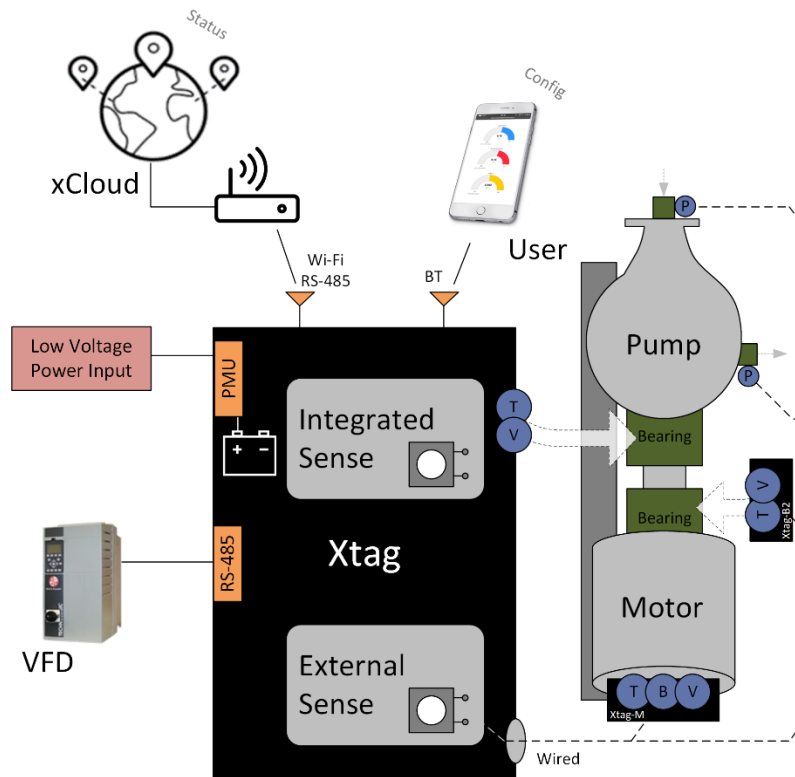 Status
Config
xCloud
User
Wi-Fi
RS-485
BT
P
Low Voltage
Power Input
PMU
+ -
Integrated
Sense
T
V
Pump
P
Bearing
Bearing
V
T
Xtag-B2
RS-485
Xtag
VFD
Motor
External
Sense
T B V
Xtag-M
Wired